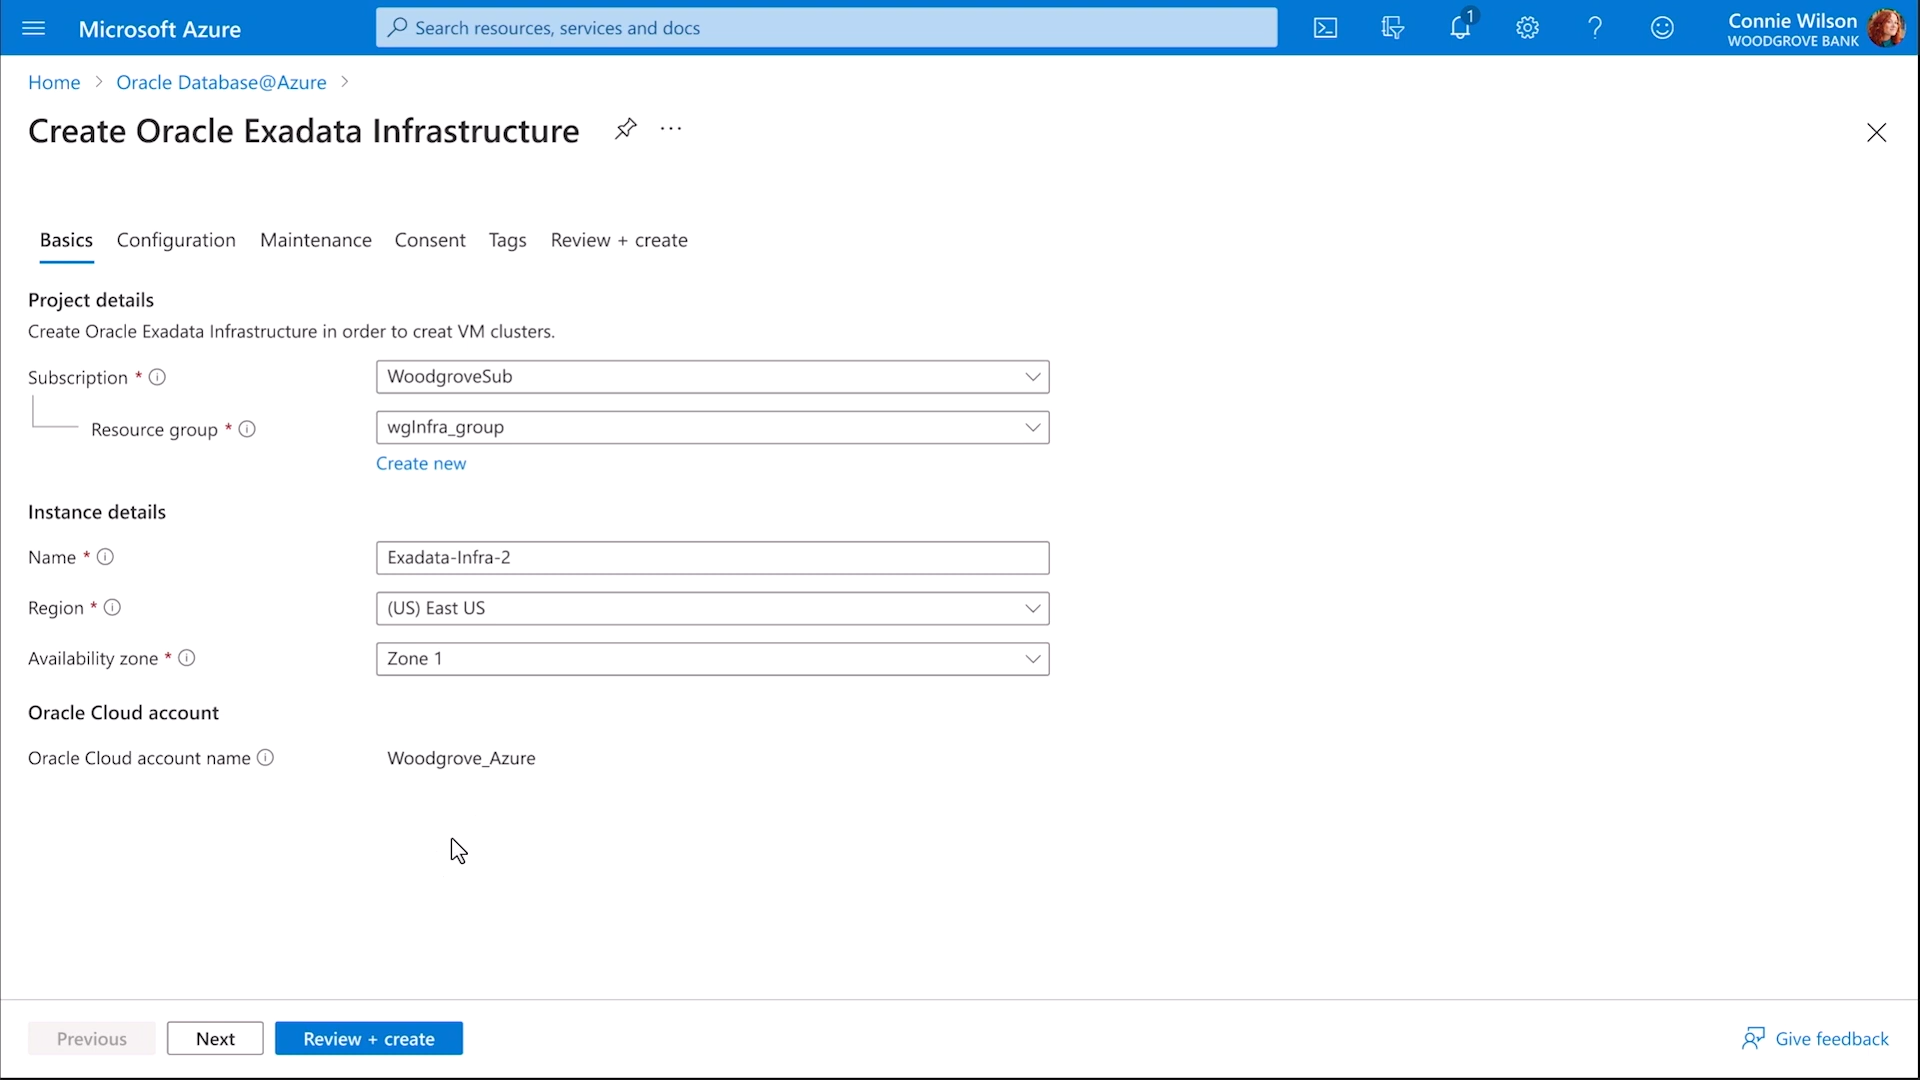 Microsoft Azure
Search resources, services and docs
1
Connie Wilson
WOODGROVE BANK
Home > Oracle Database@Azure >
Create Oracle Exadata Infrastructure
Basics Configuration Maintenance Consent Tags Review + create
Project details
Create Oracle Exadata Infrastructure in order to creat VM clusters.
Subscription * WoodgroveSub
Resource group * wgInfra_group
Create new
Instance details
Name * Exadata-Infra-2
Region * (US) East US
Availability zone * Zone 1
Oracle Cloud account
Oracle Cloud account name Woodgrove_Azure
Previous Next Review + create Give feedback